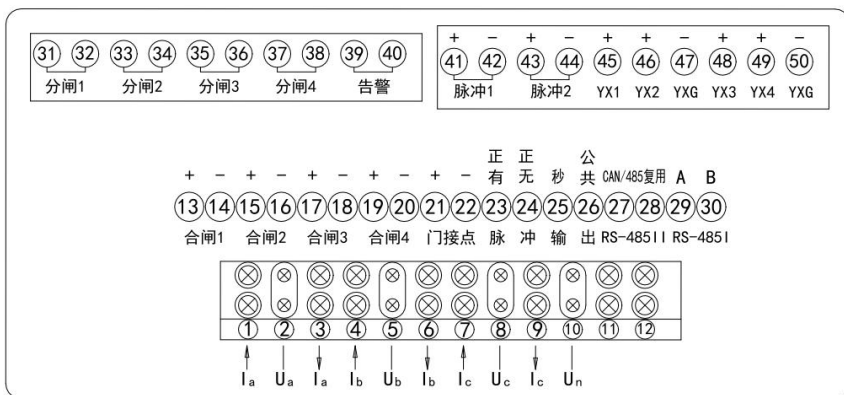 + − + − + + − + + −
31 32 33 34 35 36 37 38 39 40 41 42 43 44 45 46 47 48 49 50
分闸1 分闸2 分闸3 分闸4 告警 脉冲1 脉冲2 YX1 YX2 YXG YX3 YX4 YXG
正 正 公
+ − + − + − + − + − 有 无 秒 共 CAN/485复用 A B
13 14 15 16 17 18 19 20 21 22 23 24 25 26 27 28 29 30
合闸1 合闸2 合闸3 合闸4 门接点 脉 冲 输 出 RS-485II RS-485I
1 2 3 4 5 6 7 8 9 10 11 12
Ia Ua Ia Ib Ub Ib Ic Uc Ic Un